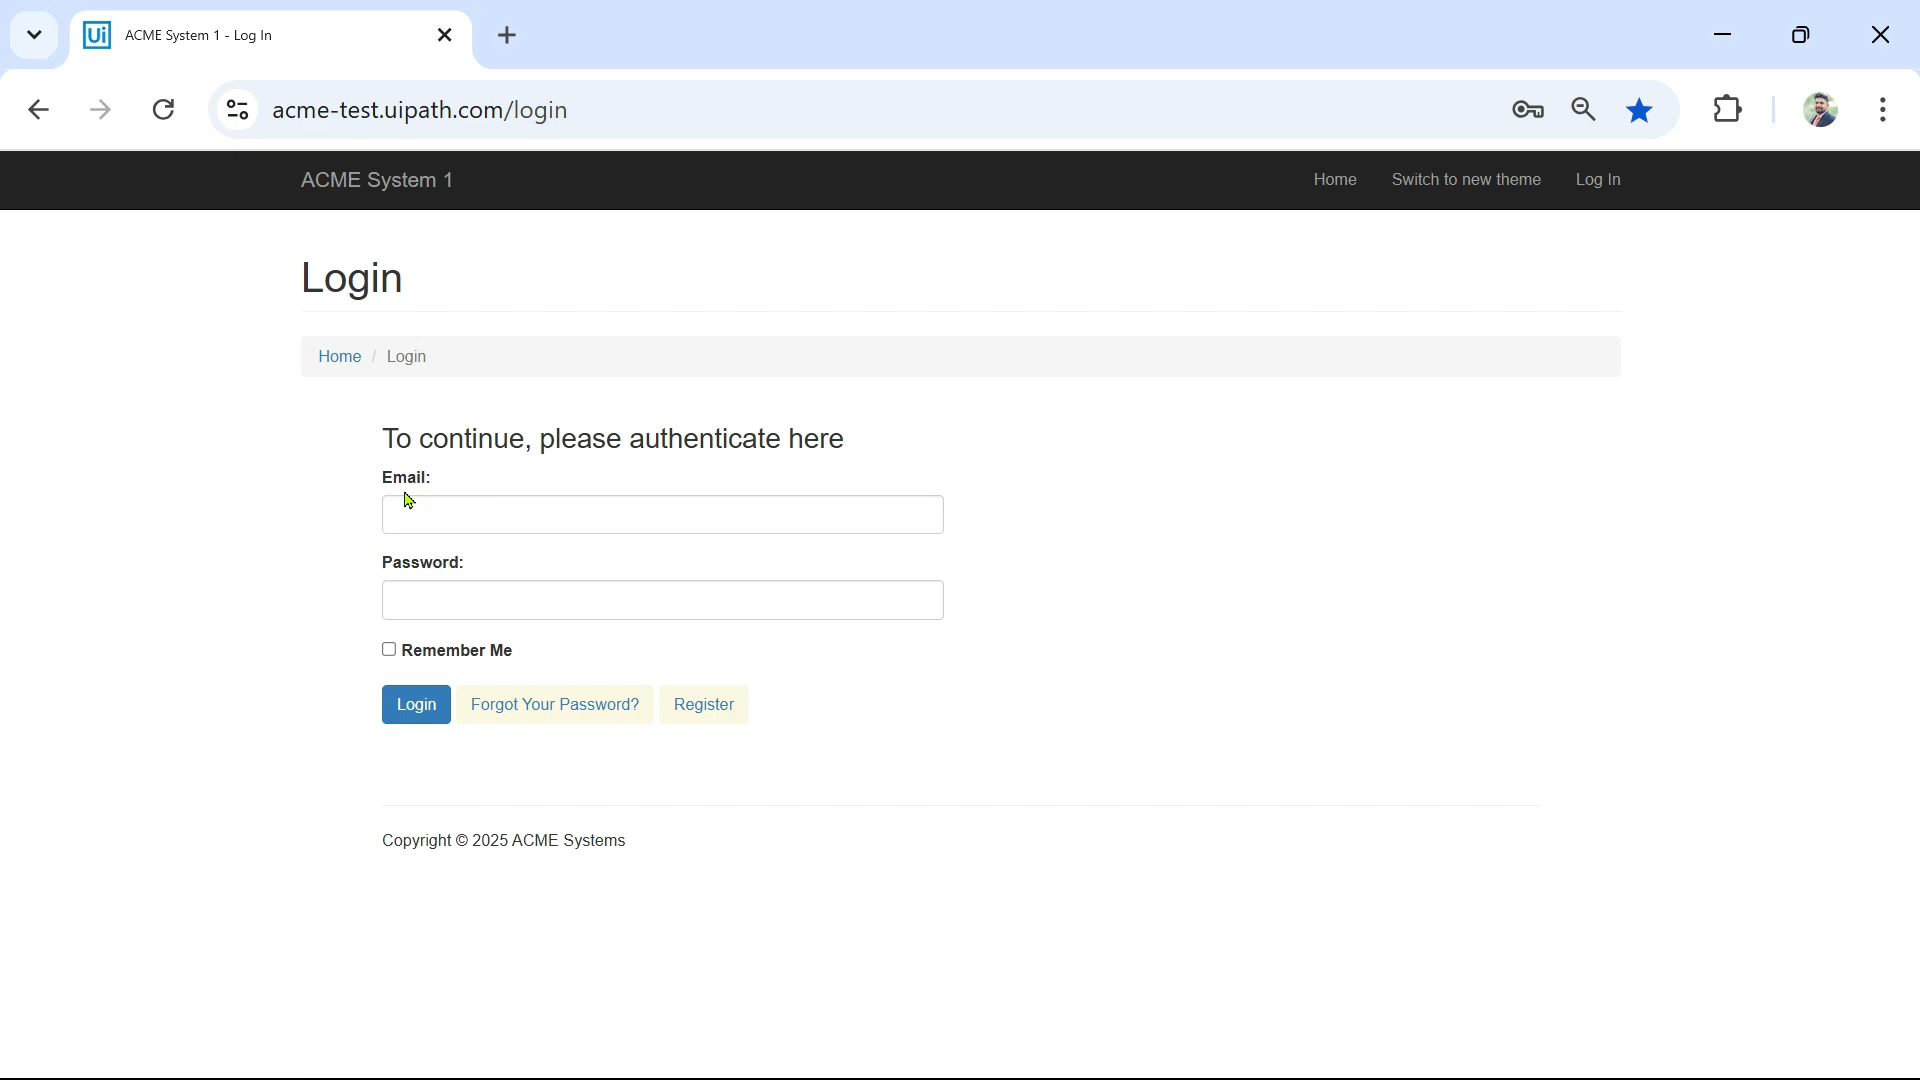 Ui ACME System 1 - Log In
acme-test.uipath.com/login
ACME System 1 Home Switch to new theme Log In
Login
Home / Login
To continue, please authenticate here
Email:
Password:
Remember Me
Login Forgot Your Password? Register
Copyright © 2025 ACME Systems